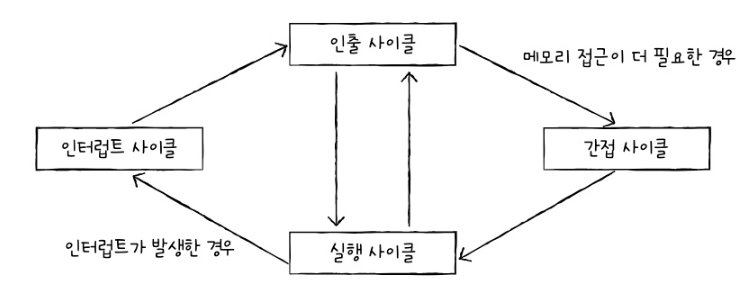 인출 사이클
메모리 접근이 더 필요한 경우
인터럽트 사이클
간접 사이클
인터럽트가 발생한 경우
실행 사이클